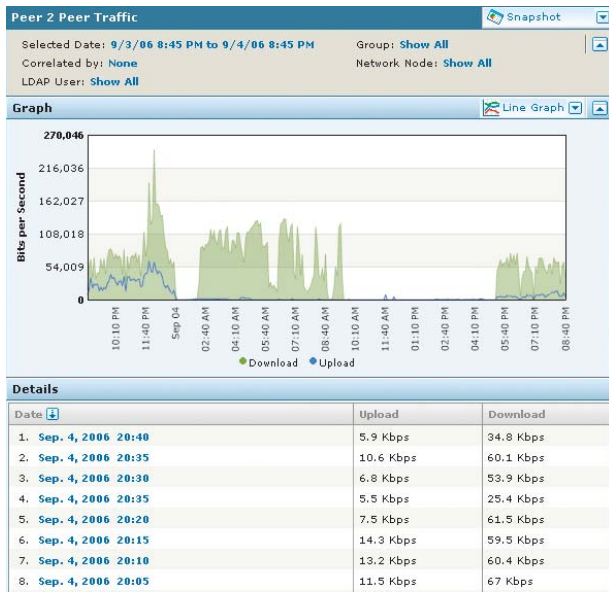 Peer 2 Peer Traffic
Snapshot
Selected Date: 9/3/06 8:45 PM to 9/4/06 8:45 PM
Group: Show All
Correlated by: None
Network Node: Show All
LDAP User: Show All
Graph
Line Graph
270,046
216,036
162,027
108,018
54,009
0
Bits per Second
10:10 PM
11:40 PM
Sep 04
02:40 AM
04:10 AM
05:40 AM
07:10 AM
08:40 AM
10:10 AM
11:40 AM
01:10 PM
02:40 PM
04:10 PM
05:40 PM
07:10 PM
08:40 PM
Download Upload
Details
Date Upload Download
1. Sep. 4, 2006 20:40 5.9 Kbps 34.8 Kbps
2. Sep. 4, 2006 20:35 10.6 Kbps 60.1 Kbps
3. Sep. 4, 2006 20:30 6.8 Kbps 53.9 Kbps
4. Sep. 4, 2006 20:35 5.5 Kbps 25.4 Kbps
5. Sep. 4, 2006 20:20 7.5 Kbps 61.5 Kbps
6. Sep. 4, 2006 20:15 14.3 Kbps 59.5 Kbps
7. Sep. 4, 2006 20:10 13.2 Kbps 60.4 Kbps
8. Sep. 4, 2006 20:05 11.5 Kbps 67 Kbps